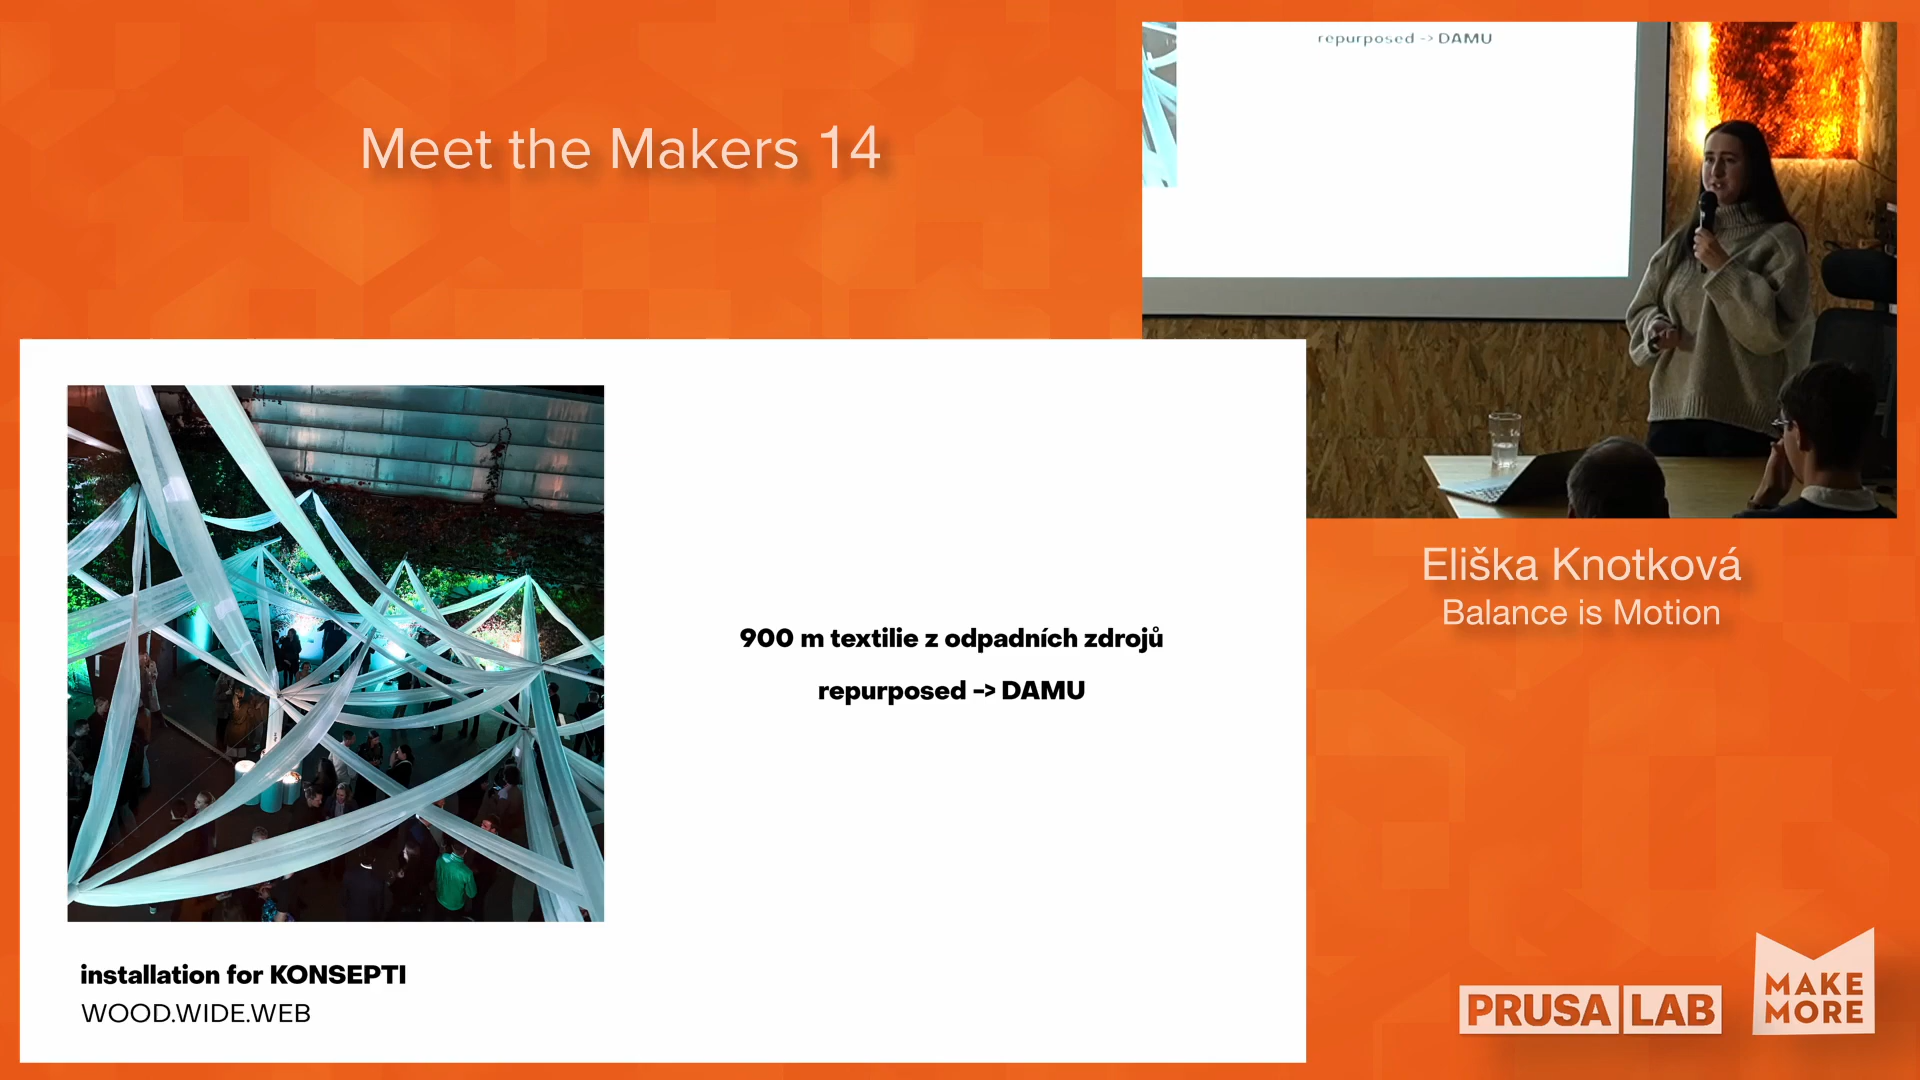 Meet the Makers 14
repurposed -> DAMU
900 m textilie z odpadních zdrojů
repurposed -> DAMU
installation for KONSEPTI
WOOD.WIDE.WEB
Eliška Knotková
Balance is Motion
PRUSA LAB
MAKE
MORE